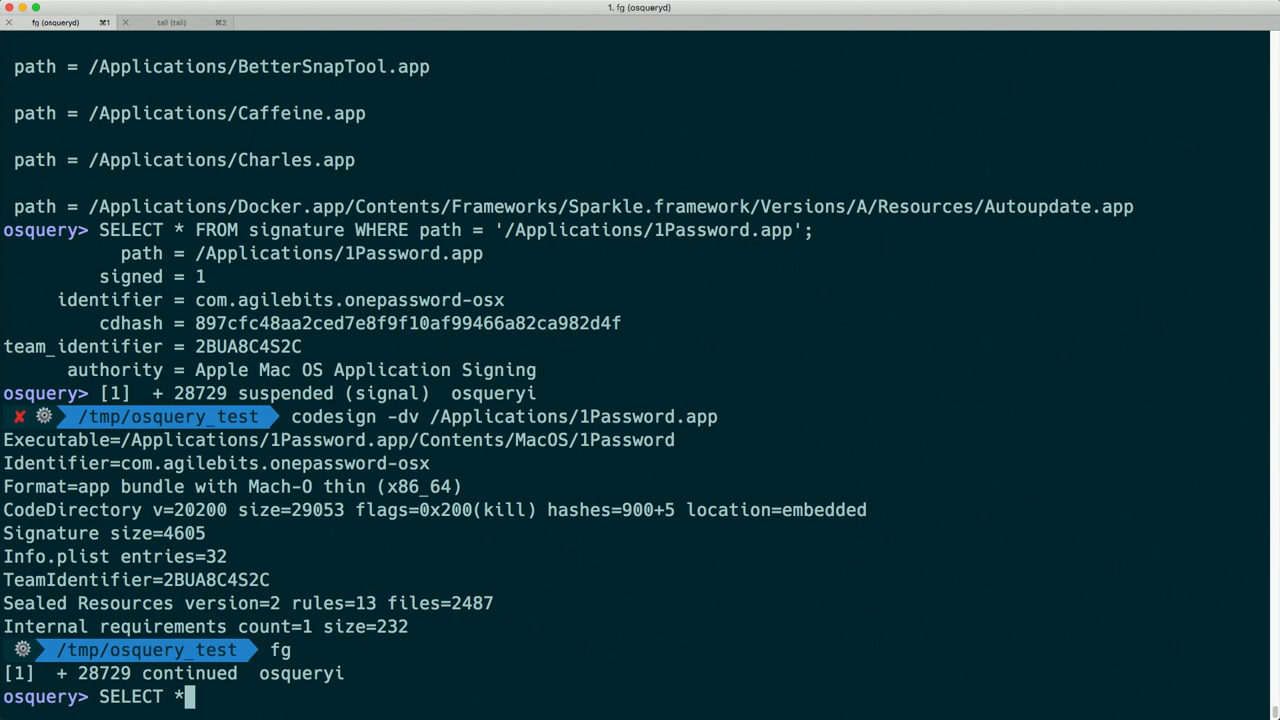 1. fg (osqueryd)
fg (osqueryd) ⌘1 tall (tall) ⌘2
path = /Applications/BetterSnapTool.app
path = /Applications/Caffeine.app
path = /Applications/Charles.app
path = /Applications/Docker.app/Contents/Frameworks/Sparkle.framework/Versions/A/Resources/Autoupdate.app
osquery> SELECT * FROM signature WHERE path = '/Applications/1Password.app';
path = /Applications/1Password.app
signed = 1
identifier = com.agilebits.onepassword-osx
cdhash = 897cfc48aa2ced7e8f9f10af99466a82ca982d4f
team_identifier = 2BUA8C4S2C
authority = Apple Mac OS Application Signing
osquery> [1]  + 28729 suspended (signal)  osqueryi
✘ ⚙ /tmp/osquery_test codesign -dv /Applications/1Password.app
Executable=/Applications/1Password.app/Contents/MacOS/1Password
Identifier=com.agilebits.onepassword-osx
Format=app bundle with Mach-O thin (x86_64)
CodeDirectory v=20200 size=29053 flags=0x200(kill) hashes=900+5 location=embedded
Signature size=4605
Info.plist entries=32
TeamIdentifier=2BUA8C4S2C
Sealed Resources version=2 rules=13 files=2487
Internal requirements count=1 size=232
⚙ /tmp/osquery_test fg
[1]  + 28729 continued  osqueryi
osquery> SELECT *